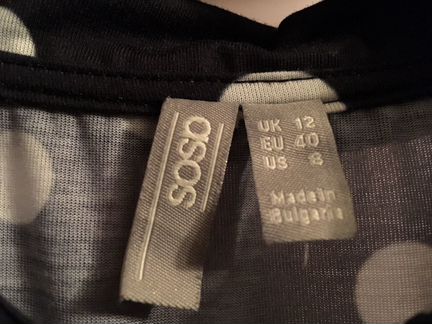 asos
UK 12
EU 40
US 8
Made in
Bulgaria